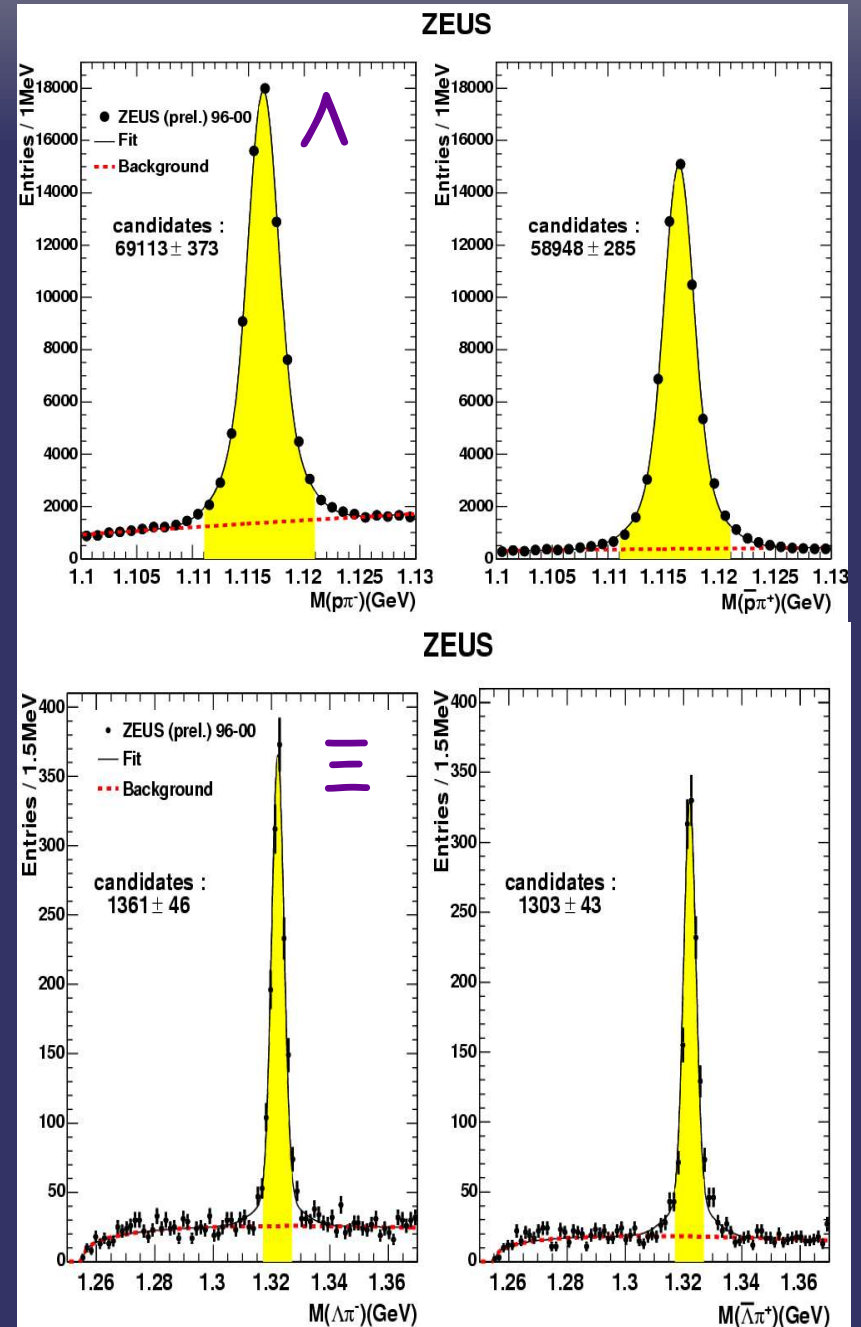 ZEUS
Entries / 1MeV
18000
16000
14000
12000
10000
8000
6000
4000
2000
0
ZEUS (prel.) 96-00
Fit
Background
Λ
candidates :
69113 ± 373
1.1 1.105 1.11 1.115 1.12 1.125 1.13
M(pπ⁻)(GeV)
Entries / 1MeV
18000
16000
14000
12000
10000
8000
6000
4000
2000
0
candidates :
58948 ± 285
1.1 1.105 1.11 1.115 1.12 1.125 1.13
M(p̅π⁺)(GeV)
ZEUS
Entries / 1.5MeV
400
350
300
250
200
150
100
50
0
ZEUS (prel.) 96-00
Fit
Background
Ξ
candidates :
1361 ± 46
1.26 1.28 1.3 1.32 1.34 1.36
M(Λπ⁻)(GeV)
Entries / 1.5MeV
400
350
300
250
200
150
100
50
0
candidates :
1303 ± 43
1.26 1.28 1.3 1.32 1.34 1.36
M(Λ̅π⁺)(GeV)